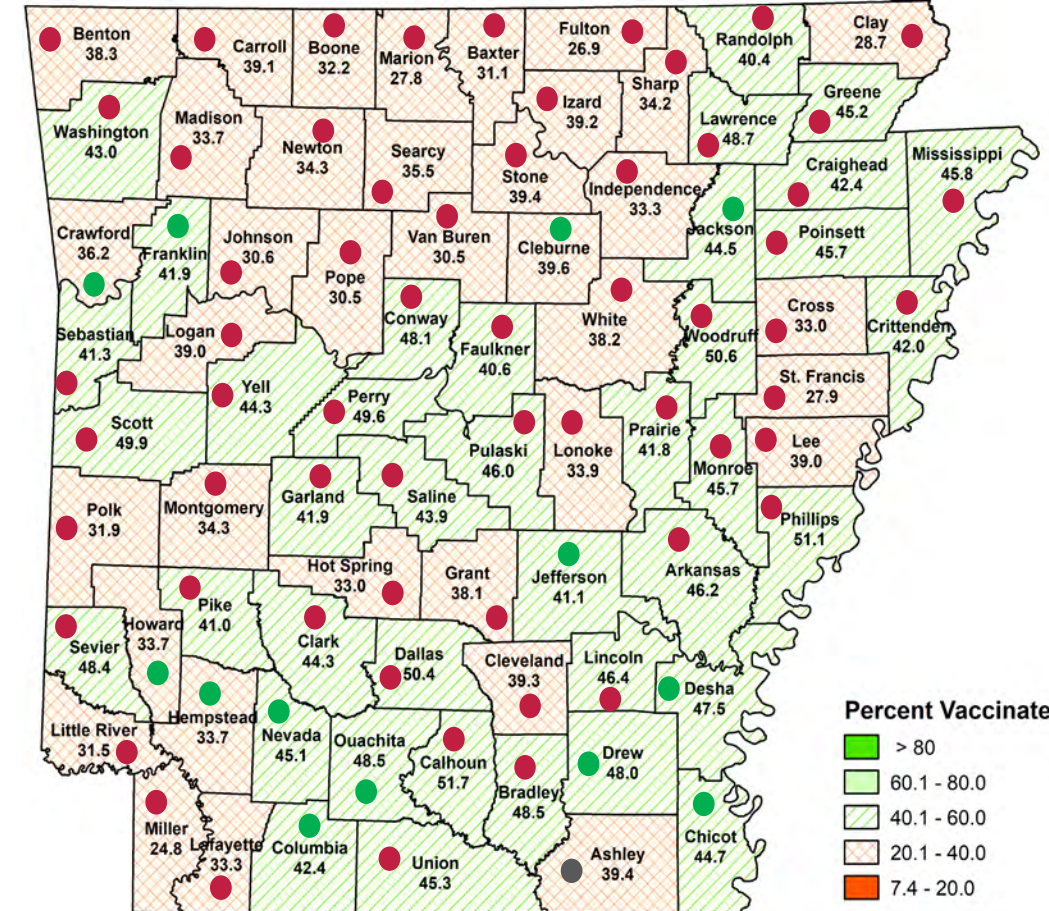 Benton
38.3
Carroll
39.1
Boone
32.2
Marion
27.8
Baxter
31.1
Fulton
26.9
Sharp
34.2
Randolph
40.4
Clay
28.7
Washington
43.0
Madison
33.7
Newton
34.3
Searcy
35.5
Izard
39.2
Stone
39.4
Independence
33.3
Lawrence
48.7
Greene
45.2
Craighead
42.4
Mississippi
45.8
Crawford
36.2
Franklin
41.9
Johnson
30.6
Pope
30.5
Van Buren
30.5
Cleburne
39.6
Jackson
44.5
Poinsett
45.7
Sebastian
41.3
Logan
39.0
Conway
48.1
Faulkner
40.6
White
38.2
Woodruff
50.6
Cross
33.0
Crittenden
42.0
Scott
49.9
Yell
44.3
Perry
49.6
Pulaski
46.0
Lonoke
33.9
Prairie
41.8
St. Francis
27.9
Lee
39.0
Monroe
45.7
Polk
31.9
Montgomery
34.3
Garland
41.9
Saline
43.9
Phillips
51.1
Hot Spring
33.0
Grant
38.1
Jefferson
41.1
Arkansas
46.2
Sevier
48.4
Howard
33.7
Pike
41.0
Clark
44.3
Dallas
50.4
Cleveland
39.3
Lincoln
46.4
Desha
47.5
Little River
31.5
Hempstead
33.7
Nevada
45.1
Ouachita
48.5
Calhoun
51.7
Bradley
48.5
Drew
48.0
Miller
24.8
Lafayette
33.3
Columbia
42.4
Union
45.3
Ashley
39.4
Chicot
44.7
Percent Vaccinate
> 80
60.1 - 80.0
40.1 - 60.0
20.1 - 40.0
7.4 - 20.0